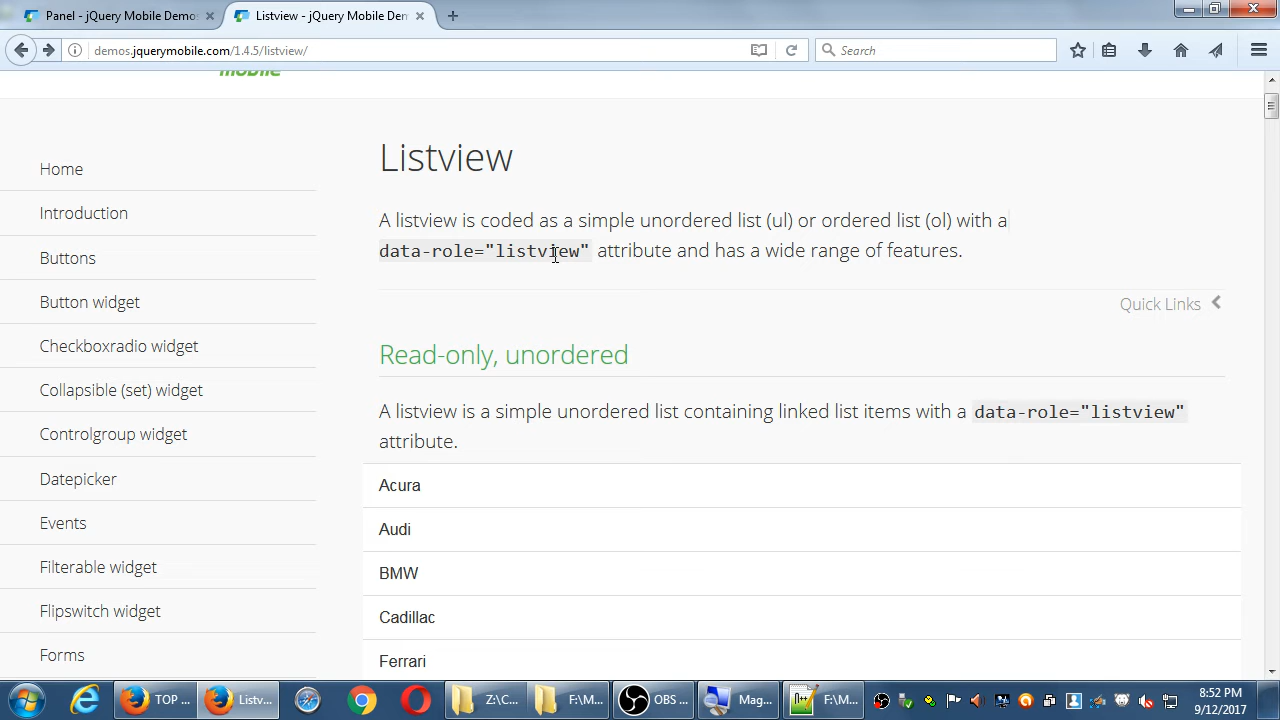 Panel - jQuery Mobile Demos
Listview - jQuery Mobile Dem
demos.jquerymobile.com/1.4.5/listview/
Search
mobile
Listview
A listview is coded as a simple unordered list (ul) or ordered list (ol) with a
data-role="listview" attribute and has a wide range of features.
Quick Links
Read-only, unordered
A listview is a simple unordered list containing linked list items with a data-role="listview"
attribute.
Acura
Audi
BMW
Cadillac
Ferrari
Home
Introduction
Buttons
Button widget
Checkboxradio widget
Collapsible (set) widget
Controlgroup widget
Datepicker
Events
Filterable widget
Flipswitch widget
Forms
TOP ...
Listv...
Z:\C...
F:\M...
OBS ...
Mag...
F:\M...
8:52 PM
9/12/2017